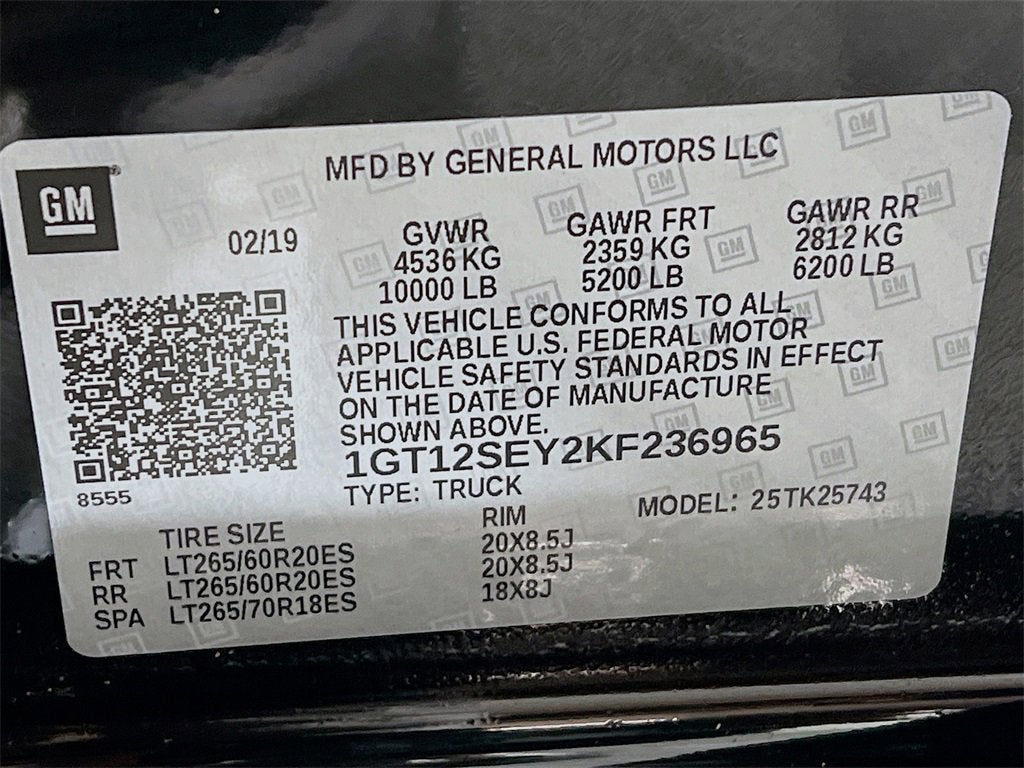 MFD BY GENERAL MOTORS LLC
GM
02/19
GVWR
4536 KG
10000 LB
GAWR FRT
2359 KG
5200 LB
GAWR RR
2812 KG
6200 LB
THIS VEHICLE CONFORMS TO ALL
APPLICABLE U.S. FEDERAL MOTOR
VEHICLE SAFETY STANDARDS IN EFFECT
ON THE DATE OF MANUFACTURE
SHOWN ABOVE.
1GT12SEY2KF236965
8555
TYPE: TRUCK
MODEL: 25TK25743
TIRE SIZE
RIM
FRT LT265/60R20ES 20X8.5J
RR LT265/60R20ES 20X8.5J
SPA LT265/70R18ES 18X8J